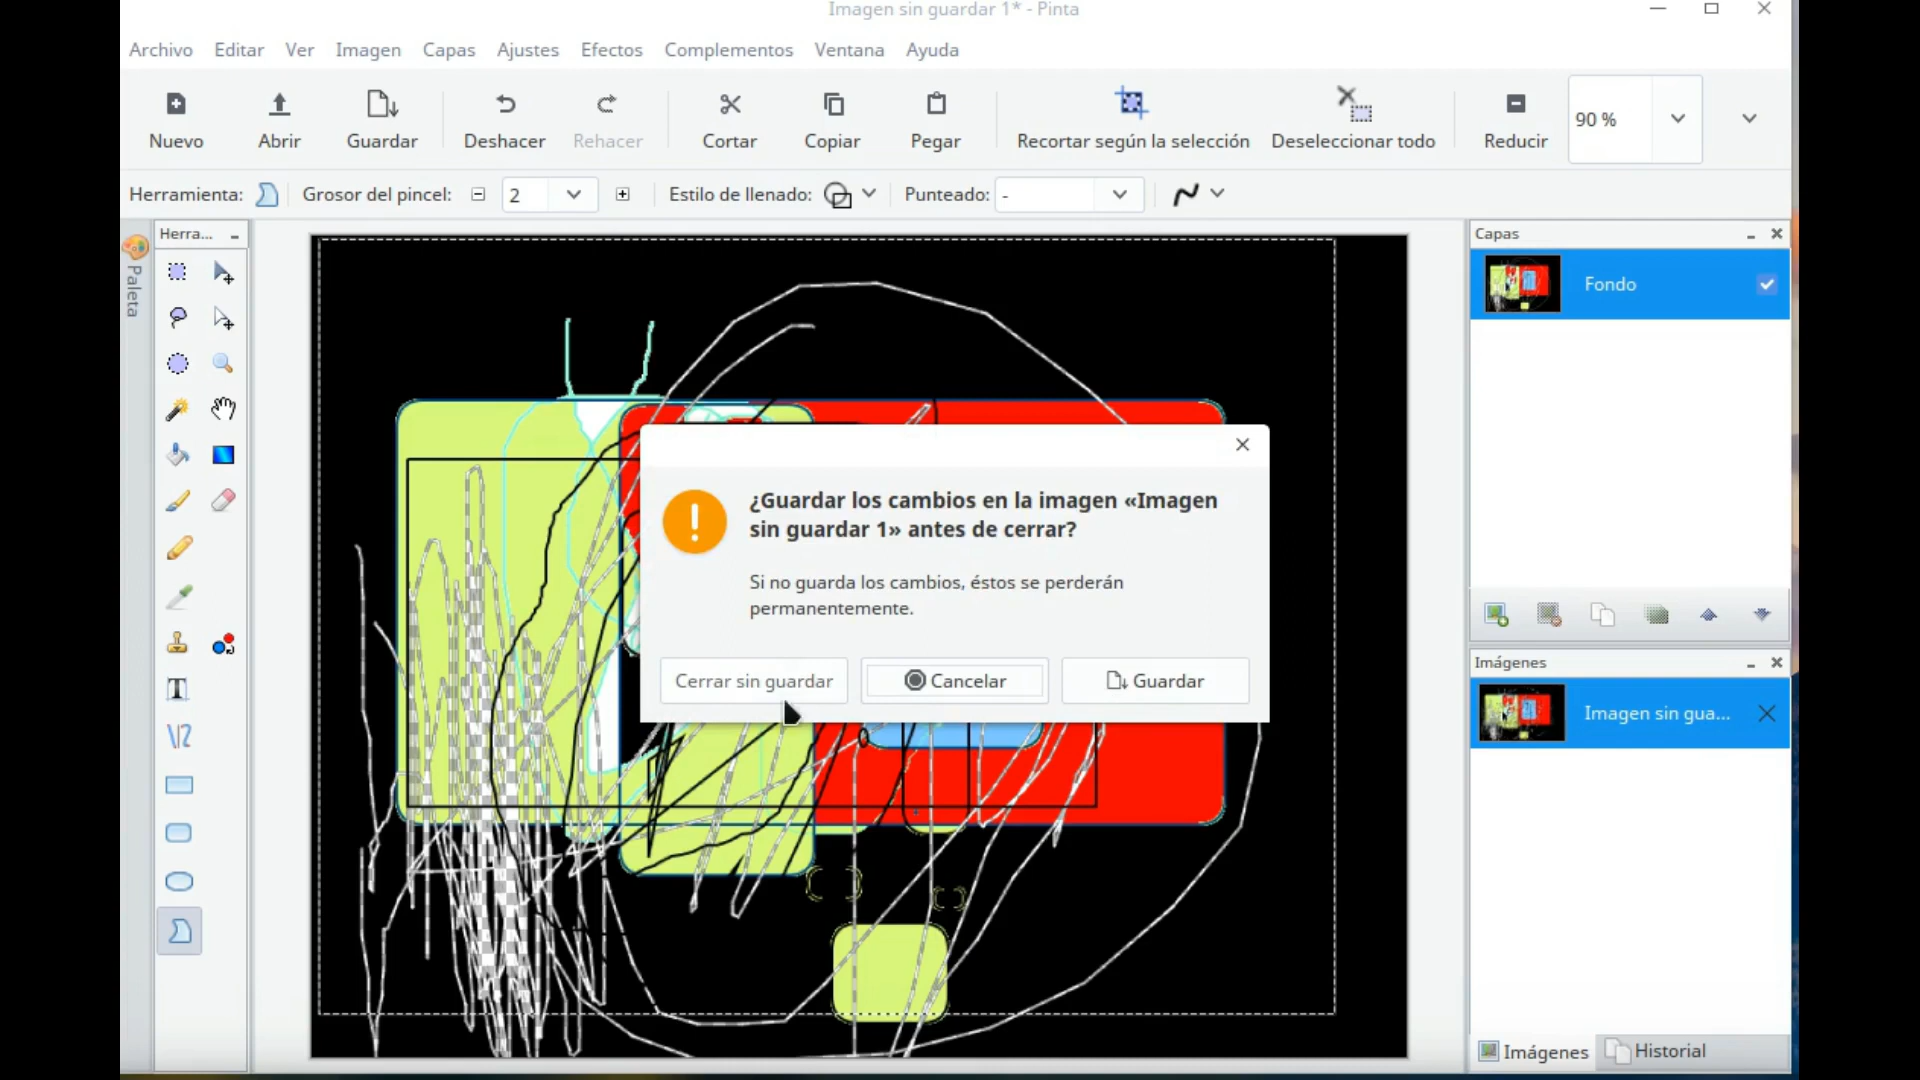 Imagen sin guardar 1* - Pinta
Archivo Editar Ver Imagen Capas Ajustes Efectos Complementos Ventana Ayuda
Nuevo Abrir Guardar Deshacer Rehacer Cortar Copiar Pegar Recortar según la selección Deseleccionar todo Reducir 90 %
Herramienta: Grosor del pincel: 2 Estilo de llenado: Punteado: -
Paleta
Herra...
Capas
Fondo
¿Guardar los cambios en la imagen «Imagen
sin guardar 1» antes de cerrar?
Si no guarda los cambios, éstos se perderán
permanentemente.
Cerrar sin guardar Cancelar Guardar
Imágenes
Imagen sin gua...
Imágenes Historial